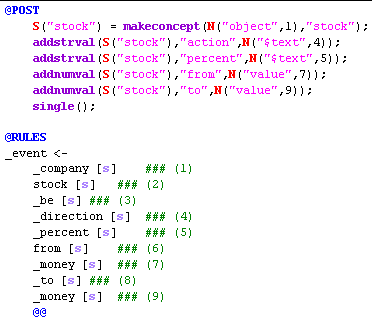 @POST
S("stock") = makeconcept(N("object",1),"stock");
addstrval(S("stock"),"action",N("$text",4));
addstrval(S("stock"),"percent",N("$text",5));
addnumval(S("stock"),"from",N("value",7));
addnumval(S("stock"),"to",N("value",9));
single();
@RULES
_event <-
_company [s] ### (1)
stock [s] ### (2)
_be [s] ### (3)
_direction [s] ### (4)
_percent [s] ### (5)
from [s] ### (6)
_money [s] ### (7)
_to [s] ### (8)
_money [s] ### (9)
@@